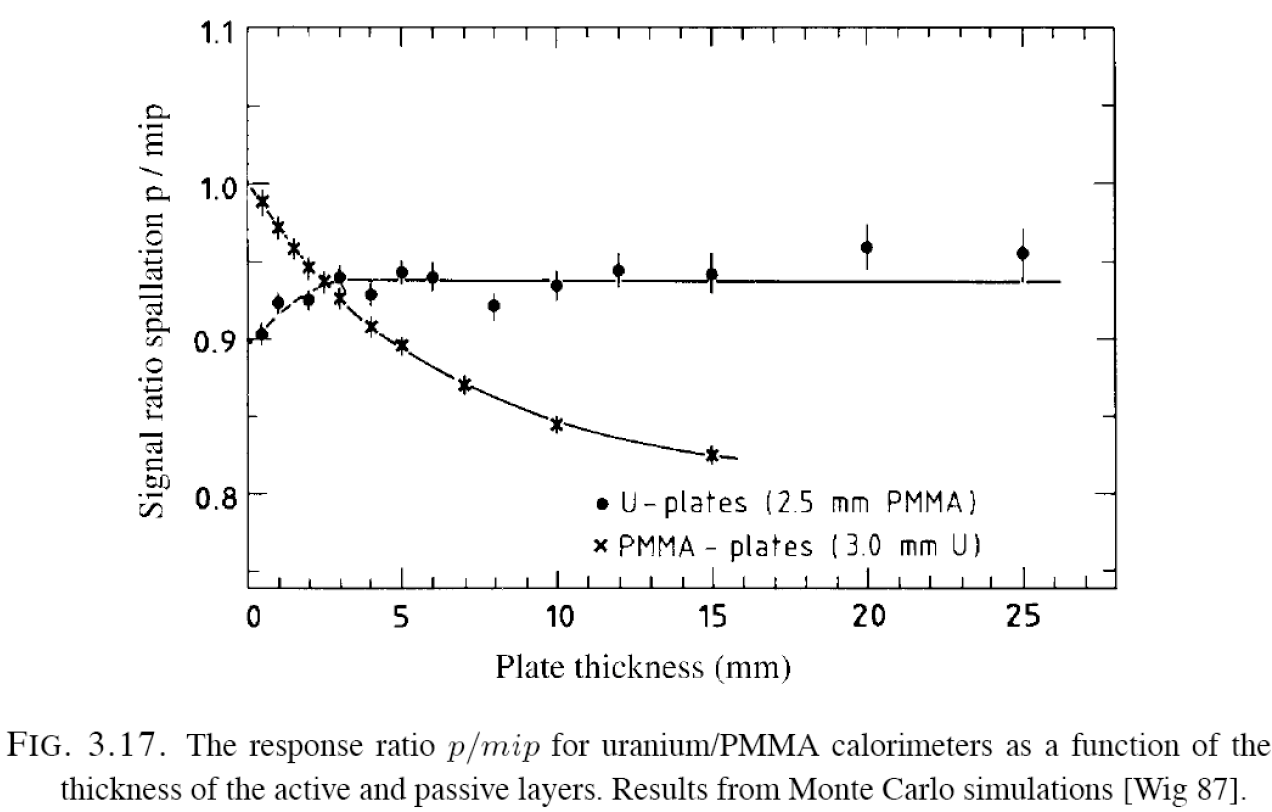 1.1
1.0
0.9
0.8
Signal ratio spallation p / mip
● U - plates (2.5 mm PMMA)
× PMMA - plates (3.0 mm U)
0 5 10 15 20 25
Plate thickness (mm)
FIG. 3.17. The response ratio p/mip for uranium/PMMA calorimeters as a function of the
thickness of the active and passive layers. Results from Monte Carlo simulations [Wig 87].